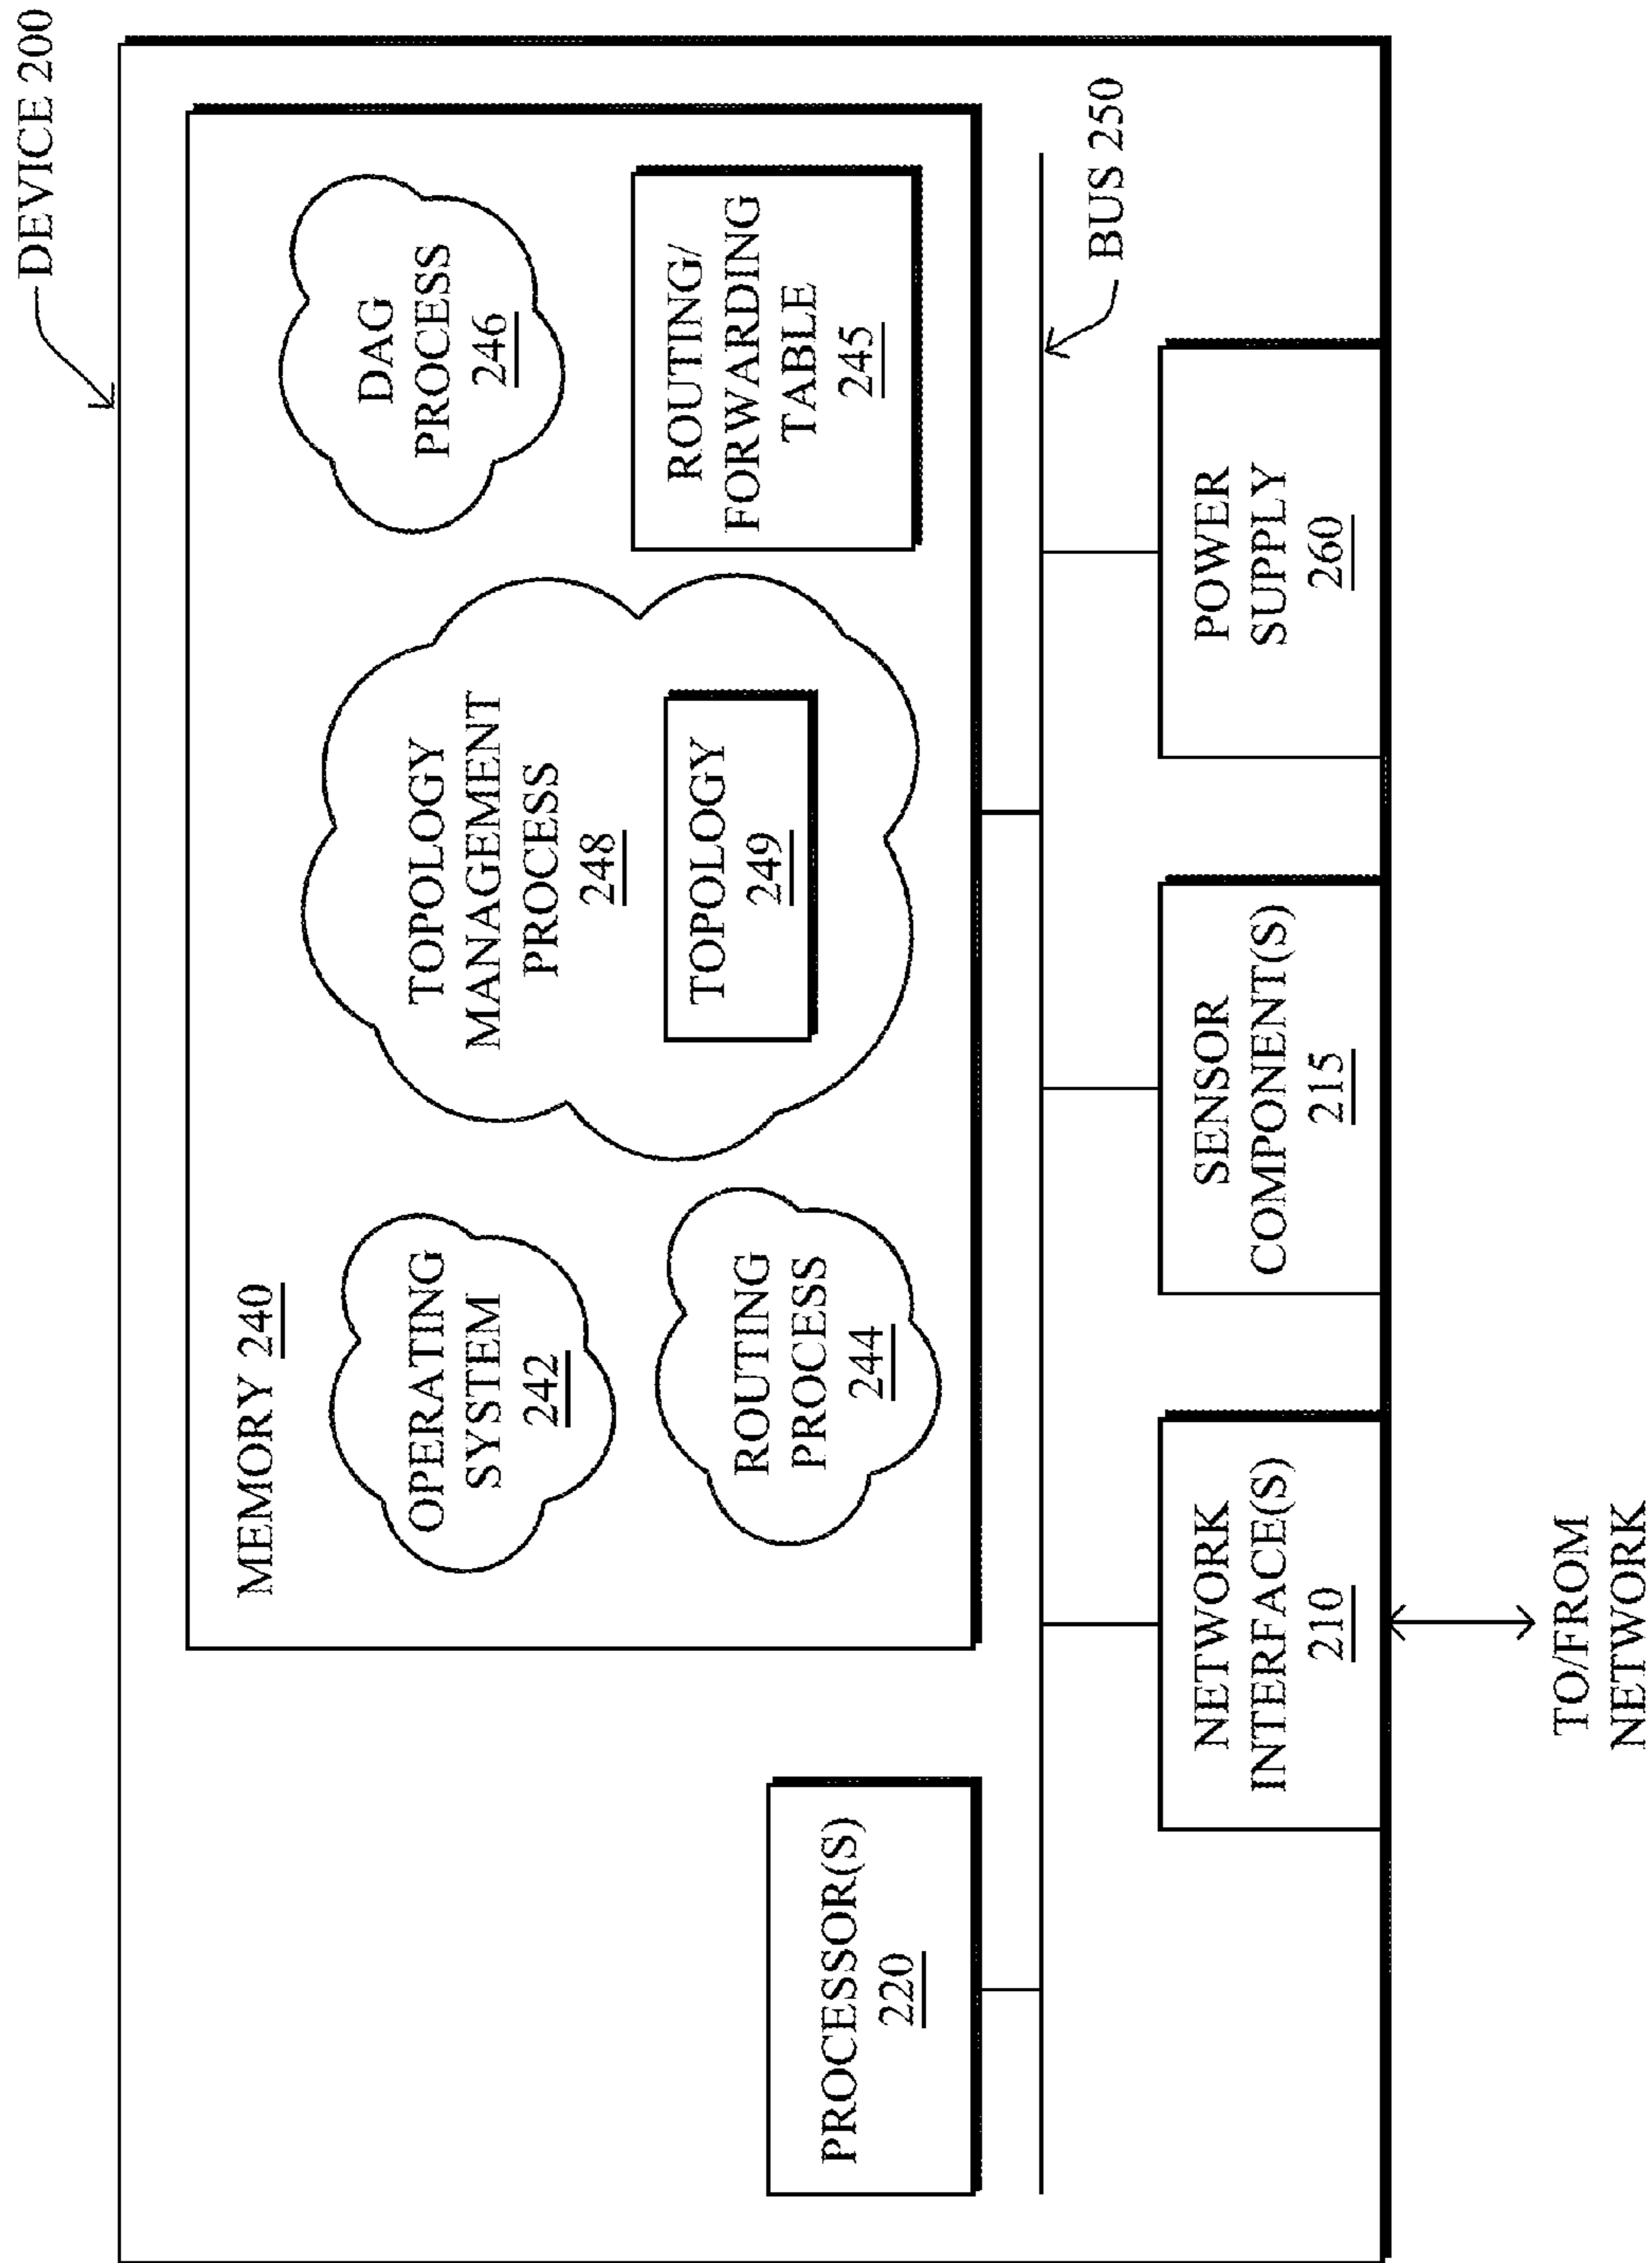 DEVICE 200
MEMORY 240
OPERATING
SYSTEM
242
ROUTING
PROCESS
244
TOPOLOGY
MANAGEMENT
PROCESS
248
TOPOLOGY
249
DAG
PROCESS
246
ROUTING/
FORWARDING
TABLE
245
PROCESSOR(S)
220
BUS 250
NETWORK
INTERFACE(S)
210
SENSOR
COMPONENT(S)
215
POWER
SUPPLY
260
TO/FROM
NETWORK